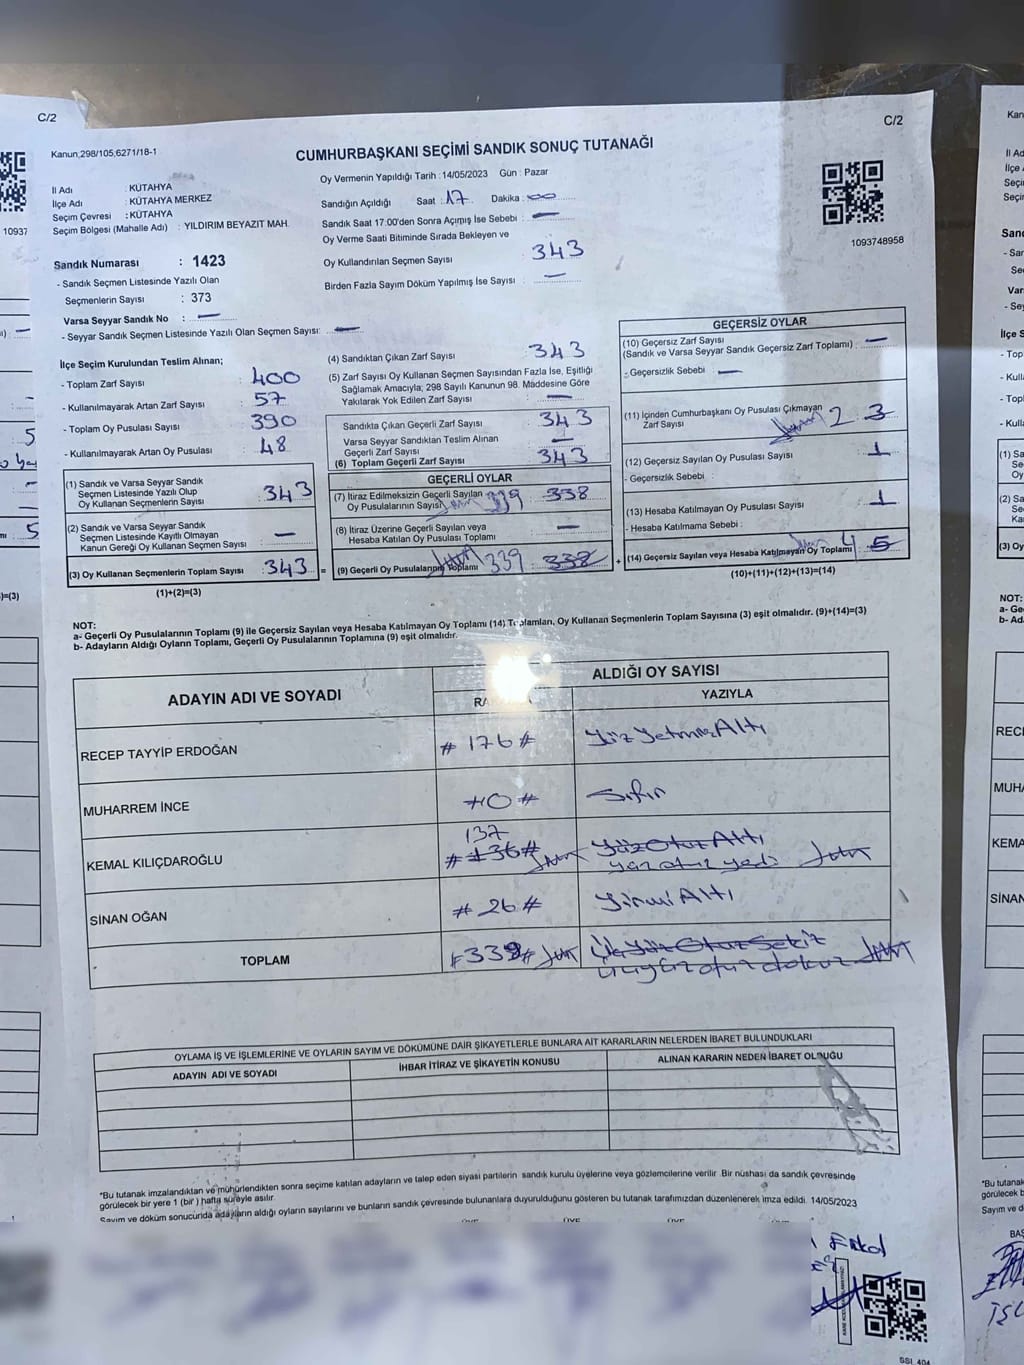 C/2
C/2
Kanun,298/105,6271/18-1
CUMHURBAŞKANI SEÇİMİ SANDIK SONUÇ TUTANAĞI
Oy Vermenin Yapıldığı Tarih :14/05/2023 Gün : Pazar
İl Adı : KÜTAHYA
İlçe Adı : KÜTAHYA MERKEZ
Seçim Çevresi : KÜTAHYA
Seçim Bölgesi (Mahalle Adı) : YILDIRIM BEYAZIT MAH.
Sandığın Açıldığı Saat : 17 Dakika : 00
Sandık Saat 17.00'den Sonra Açımış İse Sebebi : —
Oy Verme Saati Bitiminde Sırada Bekleyen ve
Oy Kullandırılan Seçmen Sayısı : 343
Birden Fazla Sayım Döküm Yapılmış İse Sayısı : —
1093748958
Sandık Numarası : 1423
- Sandık Seçmen Listesinde Yazılı Olan
Seçmenlerin Sayısı : 373
Varsa Seyyar Sandık No : —
- Seyyar Sandık Seçmen Listesinde Yazılı Olan Seçmen Sayısı: —
İlçe Seçim Kurulundan Teslim Alınan;
- Toplam Zarf Sayısı : 400
- Kullanılmayarak Artan Zarf Sayısı : 57
- Toplam Oy Pusulası Sayısı : 390
- Kullanılmayarak Artan Oy Pusulası : 48
(1) Sandık ve Varsa Seyyar Sandık
Seçmen Listesinde Yazılı Olup
Oy Kullanan Seçmenlerin Sayısı : 343
(2) Sandık ve Varsa Seyyar Sandık
Seçmen Listesinde Kayıtlı Olmayan
Kanun Gereği Oy Kullanan Seçmen Sayısı : —
(3) Oy Kullanan Seçmenlerin Toplam Sayısı : 343 =
(1)+(2)=(3)
(4) Sandıktan Çıkan Zarf Sayısı : 343
(5) Zarf Sayısı Oy Kullanan Seçmen Sayısından Fazla İse, Eşitliği
Sağlamak Amacıyla; 298 Sayılı Kanunun 98. Maddesine Göre
Yakılarak Yok Edilen Zarf Sayısı : —
Sandıkta Çıkan Geçerli Zarf Sayısı : 343
Varsa Seyyar Sandıktan Teslim Alınan
Geçerli Zarf Sayısı : —
(6) Toplam Geçerli Zarf Sayısı : 343
GEÇERLİ OYLAR
(7) İtiraz Edilmeksizin Geçerli Sayılan
Oy Pusulalarının Sayısı 339 338
(8) İtiraz Üzerine Geçerli Sayılan veya
Hesaba Katılan Oy Pusulası Toplamı : —
(9) Geçerli Oy Pusulalarının Toplamı 339 : 338 +
GEÇERSİZ OYLAR
(10) Geçersiz Zarf Sayısı
(Sandık ve Varsa Seyyar Sandık Geçersiz Zarf Toplamı) : —
- Geçersizlik Sebebi : —
(11) İçinden Cumhurbaşkanı Oy Pusulası Çıkmayan
Zarf Sayısı 2 3
(12) Geçersiz Sayılan Oy Pusulası Sayısı : 1
- Geçersizlik Sebebi :
(13) Hesaba Katılmayan Oy Pusulası Sayısı : 1
- Hesaba Katılmama Sebebi :
(14) Geçersiz Sayılan veya Hesaba Katılmayan Oy Toplamı 4 5
(10)+(11)+(12)+(13)=(14)
NOT:
a- Geçerli Oy Pusulalarının Toplamı (9) ile Geçersiz Sayılan veya Hesaba Katılmayan Oy Toplamı (14) Toplamları, Oy Kullanan Seçmenlerin Toplam Sayısına (3) eşit olmalıdır. (9)+(14)=(3)
b- Adayların Aldığı Oyların Toplamı, Geçerli Oy Pusulalarının Toplamına (9) eşit olmalıdır.
ADAYIN ADI VE SOYADI
ALDIĞI OY SAYISI
YAZIYLA
RECEP TAYYİP ERDOĞAN # 176 # YüzYetmişAltı
MUHARREM İNCE # 0 # Sıfır
KEMAL KILIÇDAROĞLU 137 # 136 # YüzOtuzAltı
yüz otuz yedi
SİNAN OĞAN # 26 # YirmiAltı
TOPLAM # 339 #
üçyüzotuzdokuz
OYLAMA İŞ VE İŞLEMLERİNE VE OYLARIN SAYIM VE DÖKÜMÜNE DAİR ŞİKAYETLERLE BUNLARA AİT KARARLARIN NELERDEN İBARET BULUNDUKLARI
ADAYIN ADI VE SOYADI
İHBAR İTİRAZ VE ŞİKAYETİN KONUSU
ALINAN KARARIN NEDEN İBARET OLDUĞU
*Bu tutanak imzalandıktan ve mühürlendikten sonra seçime katılan adayların ve talep eden siyasi partilerin sandık kurulu üyelerine veya gözlemcilerine verilir. Bir nüshası da sandık çevresinde
görülecek bir yere 1 (bir ) hafta süreyle asılır.
Sayım ve döküm sonucunda adayların aldığı oyların sayılarını ve bunların sandık çevresinde bulunanlara duyurulduğunu gösteren bu tutanak tarafımızdan düzenlenerek imza edildi. 14/05/2023